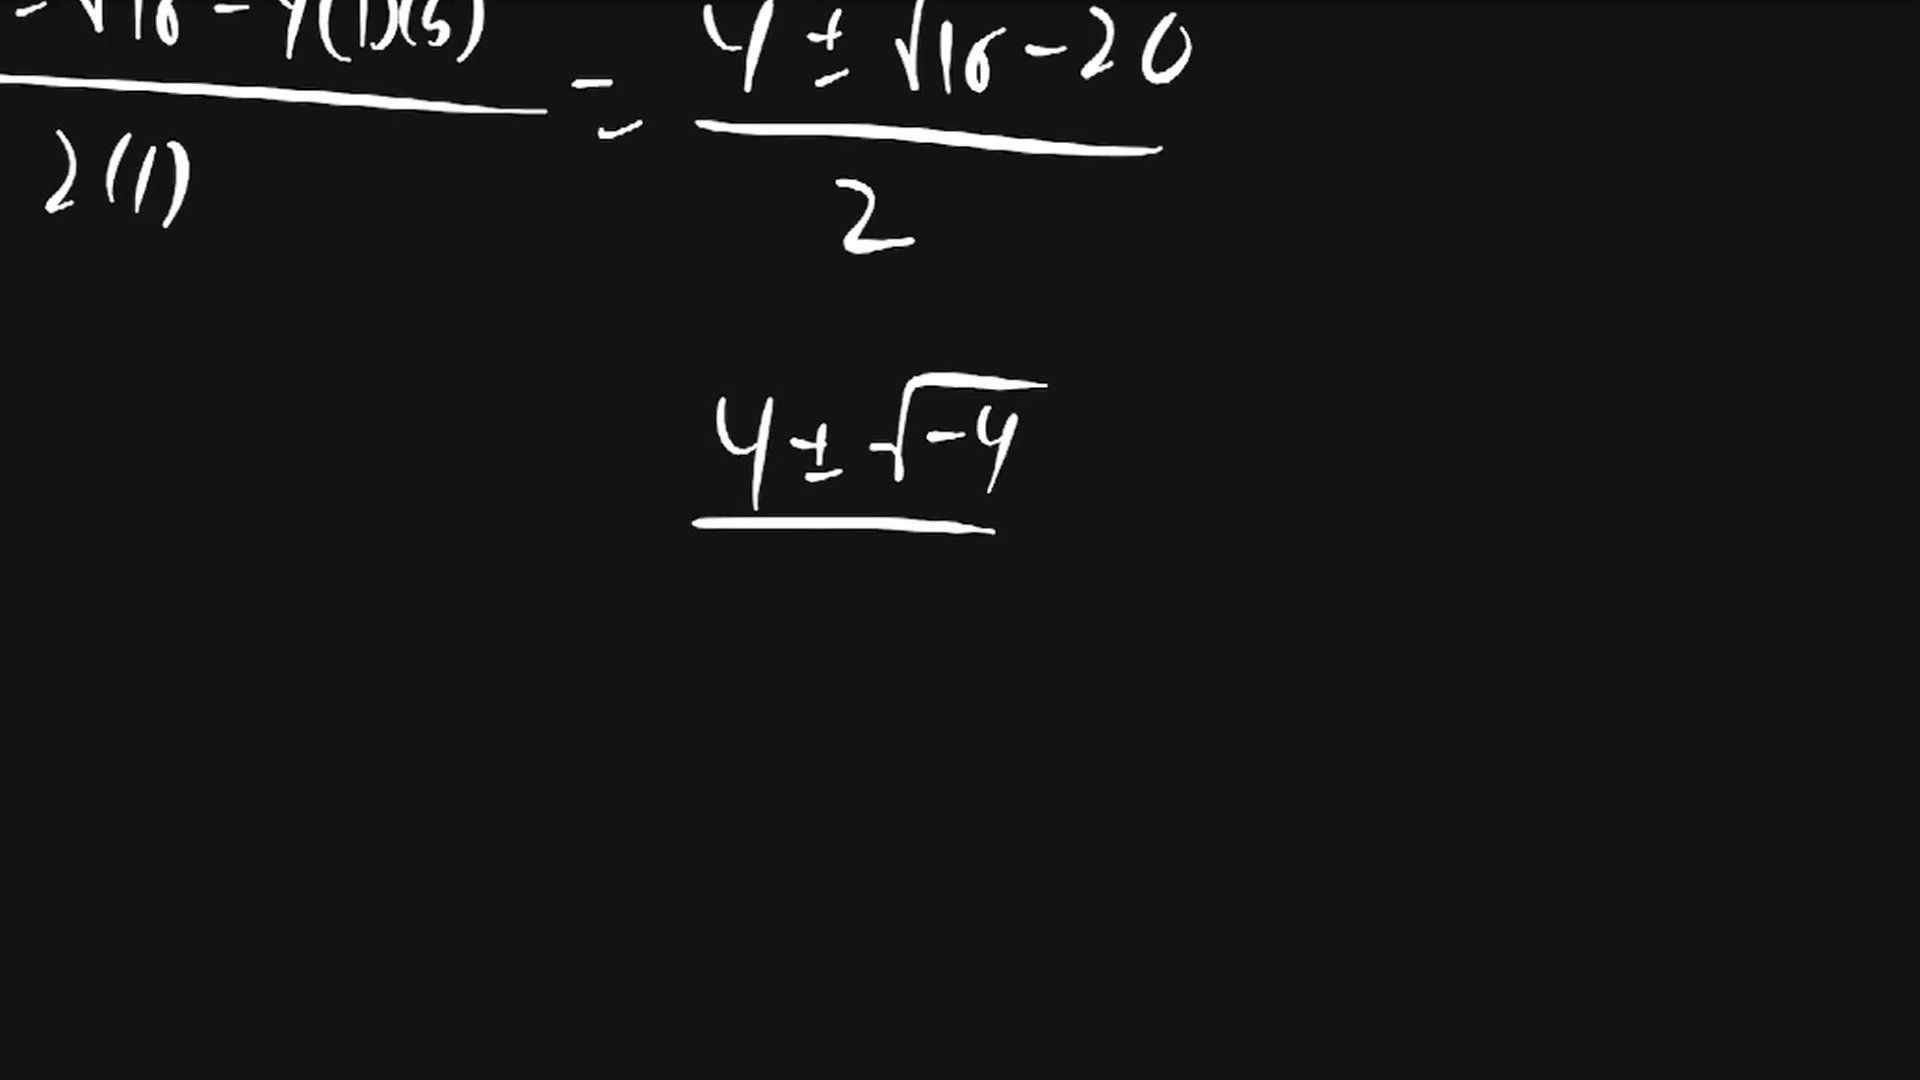 ± √16 - 4(1)(5) / 2(1) = 4 ± √16 - 20 / 2
4 ± √-4